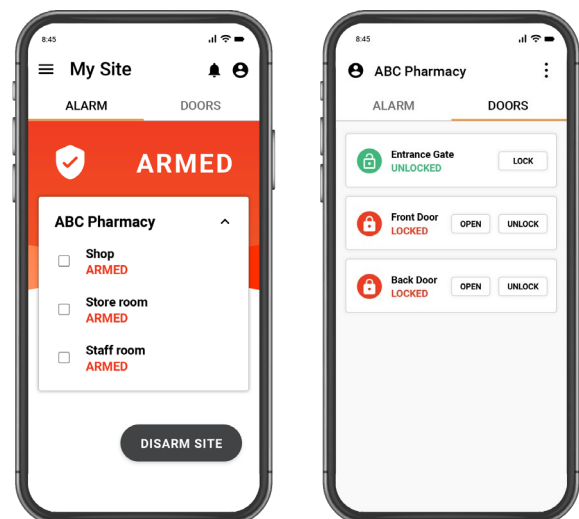 8:45
My Site
ALARM DOORS
ARMED
ABC Pharmacy
Shop
ARMED
Store room
ARMED
Staff room
ARMED
DISARM SITE
8:45
ABC Pharmacy
ALARM DOORS
Entrance Gate
UNLOCKED
LOCK
Front Door
LOCKED
OPEN UNLOCK
Back Door
LOCKED
OPEN UNLOCK